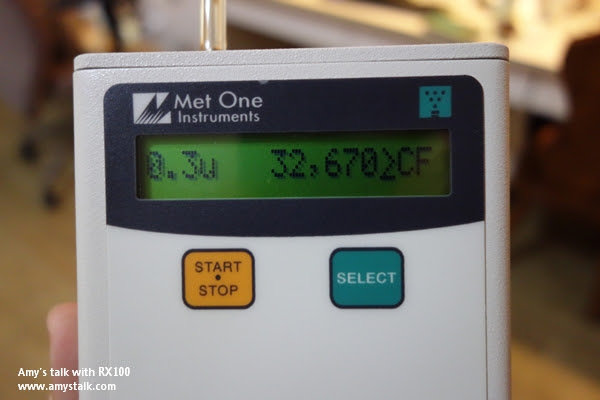 Met One
Instruments
0.3u 32,670≥CF
START
STOP
SELECT
Amy's talk with RX100
www.amystalk.com